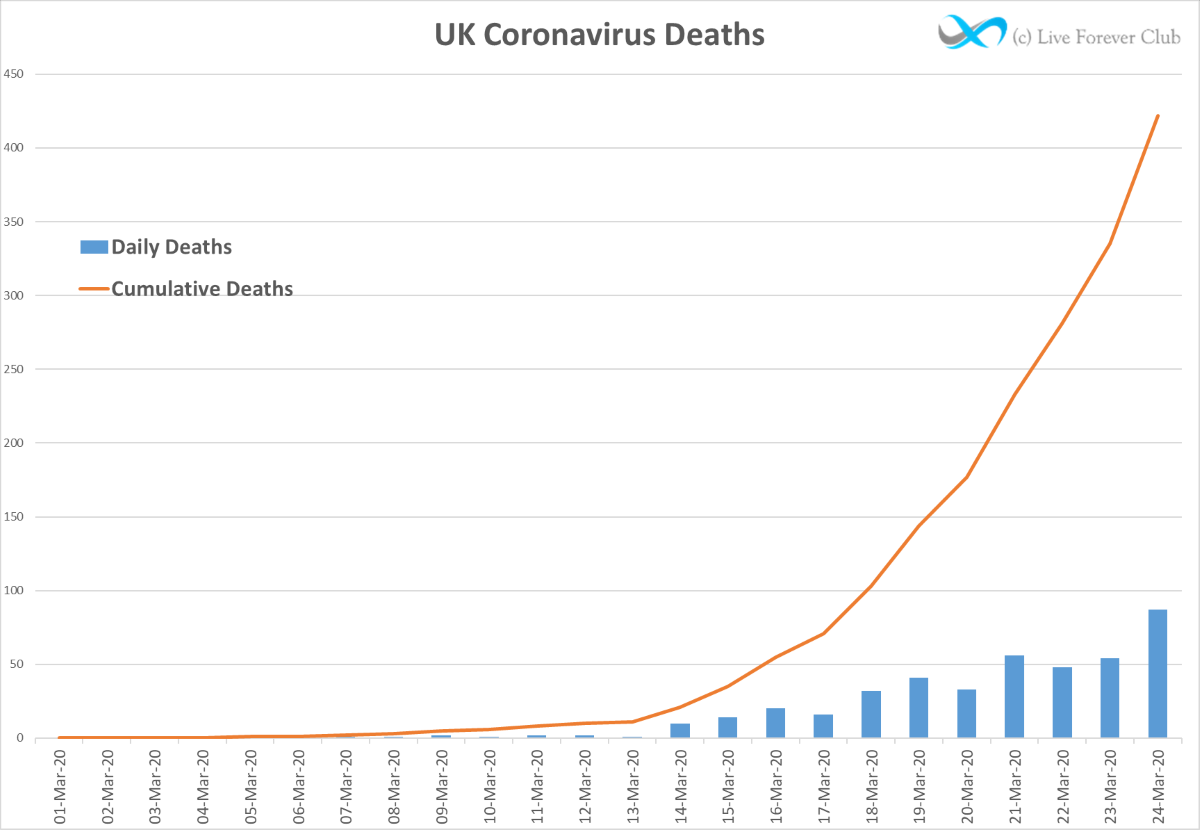 UK Coronavirus Deaths
(c) Live Forever Club
450
400
350
300
250
200
150
100
50
0
Daily Deaths
Cumulative Deaths
01-Mar-20
02-Mar-20
03-Mar-20
04-Mar-20
05-Mar-20
06-Mar-20
07-Mar-20
08-Mar-20
09-Mar-20
10-Mar-20
11-Mar-20
12-Mar-20
13-Mar-20
14-Mar-20
15-Mar-20
16-Mar-20
17-Mar-20
18-Mar-20
19-Mar-20
20-Mar-20
21-Mar-20
22-Mar-20
23-Mar-20
24-Mar-20